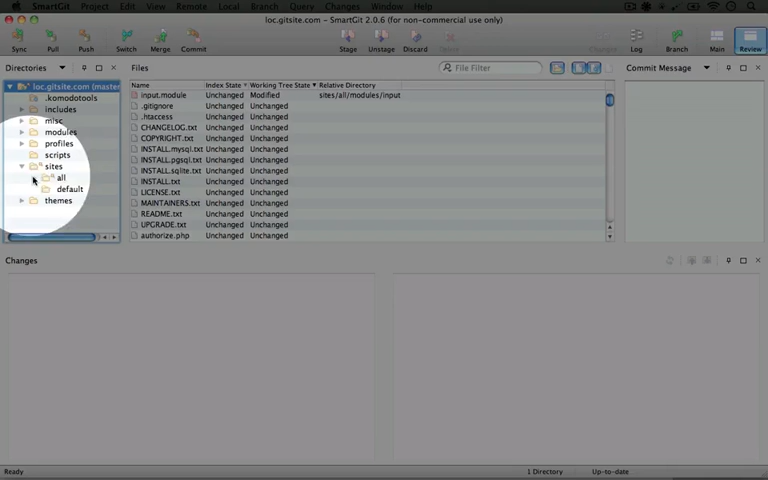 SmartGit Project Edit View Remote Local Branch Query Changes Window Help
loc.gitsite.com – SmartGit 2.0.6 (for non-commercial use only)
Sync Pull Push Switch Merge Commit Stage Unstage Discard Log Branch Main Review
Directories Files File Filter Commit Message
loc.gitsite.com (master
.komodotools
includes
misc
modules
profiles
scripts
sites
all
default
themes
Name Index State Working Tree State Relative Directory
input.module Unchanged Modified sites/all/modules/input
.gitignore Unchanged Unchanged
.htaccess Unchanged Unchanged
CHANGELOG.txt Unchanged Unchanged
COPYRIGHT.txt Unchanged Unchanged
INSTALL.mysql.txt Unchanged Unchanged
INSTALL.pgsql.txt Unchanged Unchanged
INSTALL.sqlite.txt Unchanged Unchanged
INSTALL.txt Unchanged Unchanged
LICENSE.txt Unchanged Unchanged
MAINTAINERS.txt Unchanged Unchanged
README.txt Unchanged Unchanged
UPGRADE.txt Unchanged Unchanged
authorize.php Unchanged Unchanged
Changes
Ready 1 Directory Up-to-date